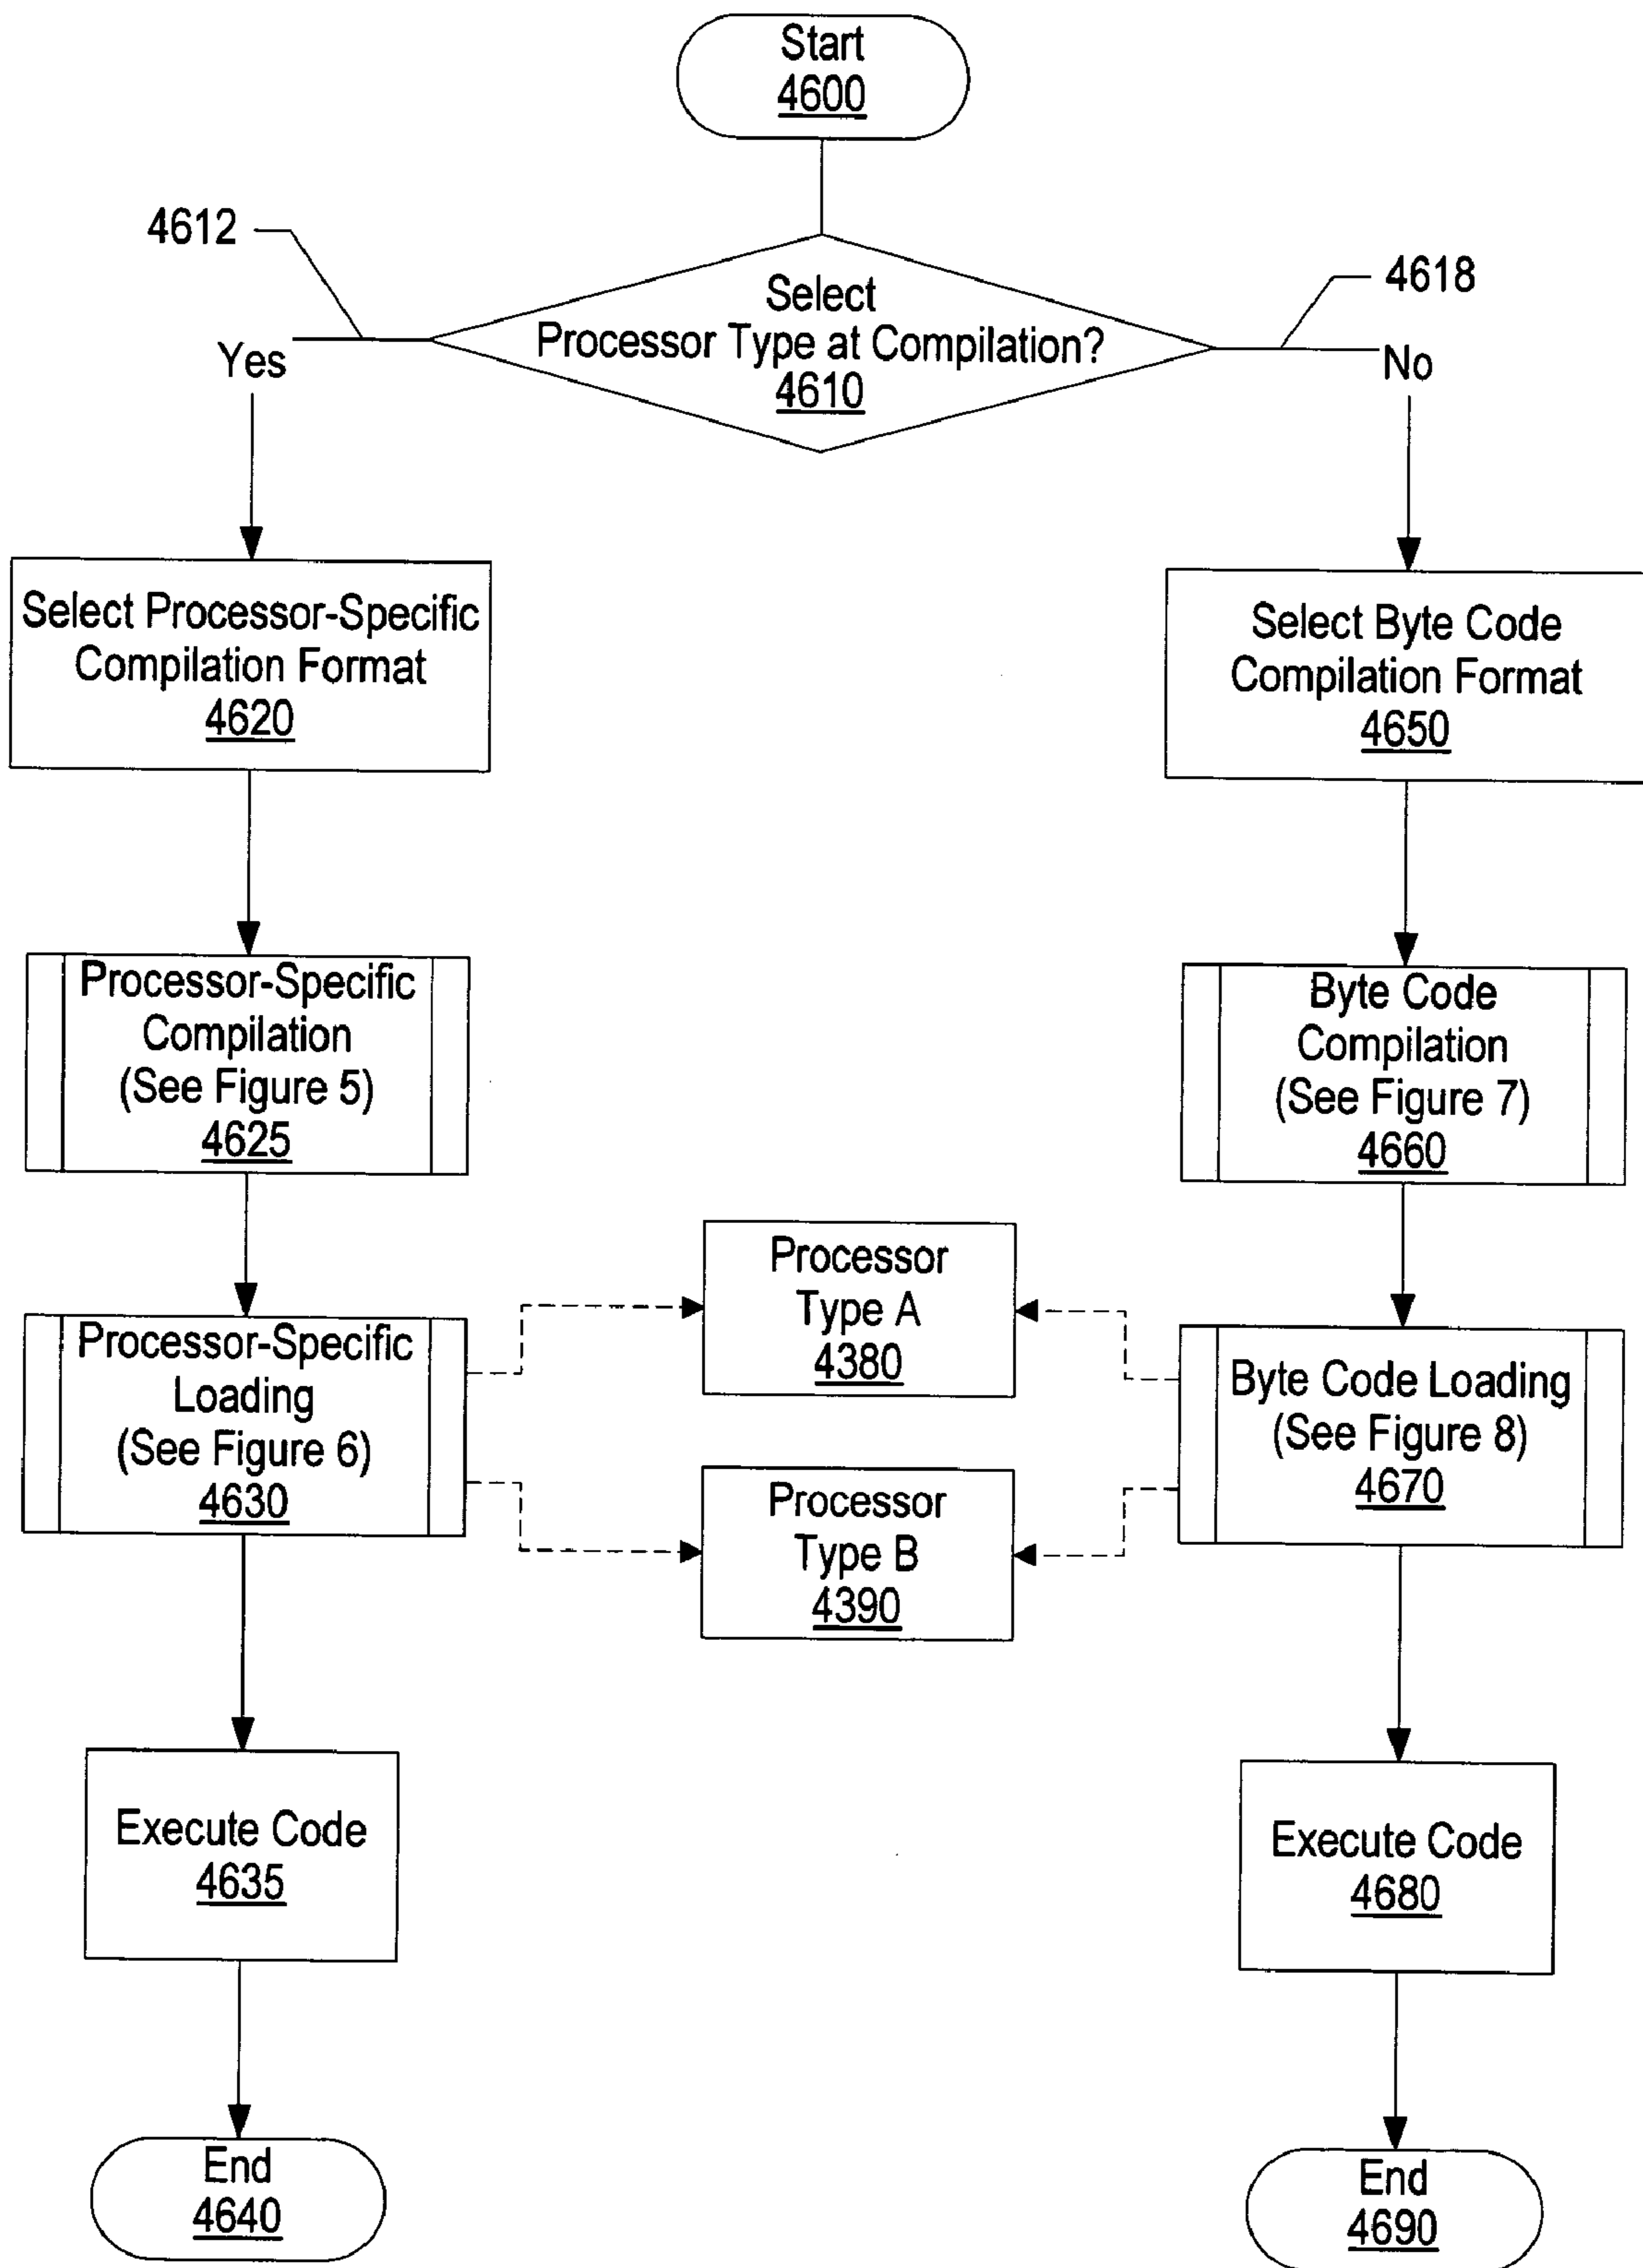 Start
4600
4612
4618
Select
Processor Type at Compilation?
4610
Yes
No
Select Processor-Specific
Compilation Format
4620
Select Byte Code
Compilation Format
4650
Processor-Specific
Compilation
(See Figure 5)
4625
Byte Code
Compilation
(See Figure 7)
4660
Processor
Type A
4380
Processor-Specific
Loading
(See Figure 6)
4630
Byte Code Loading
(See Figure 8)
4670
Processor
Type B
4390
Execute Code
4635
Execute Code
4680
End
4640
End
4690